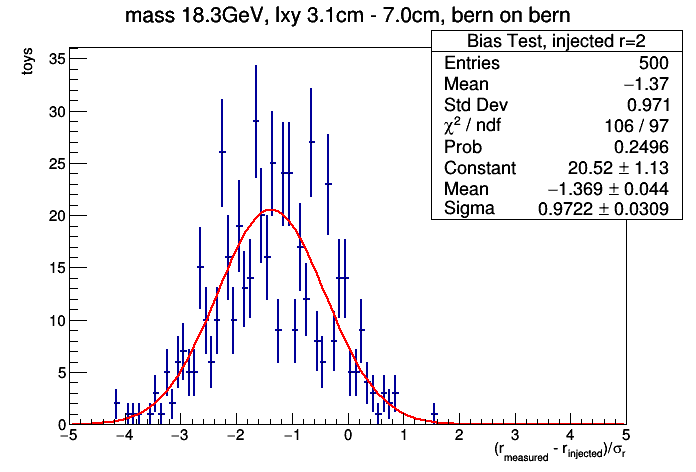 mass 18.3GeV, lxy 3.1cm - 7.0cm, bern on bern
Bias Test, injected r=2
Entries 500
Mean −1.37
Std Dev 0.971
χ² / ndf 106 / 97
Prob 0.2496
Constant 20.52 ± 1.13
Mean −1.369 ± 0.044
Sigma 0.9722 ± 0.0309
toys
35
30
25
20
15
10
5
0
−5 −4 −3 −2 −1 0 1 2 3 4 5
(r_measured - r_injected)/σ_r